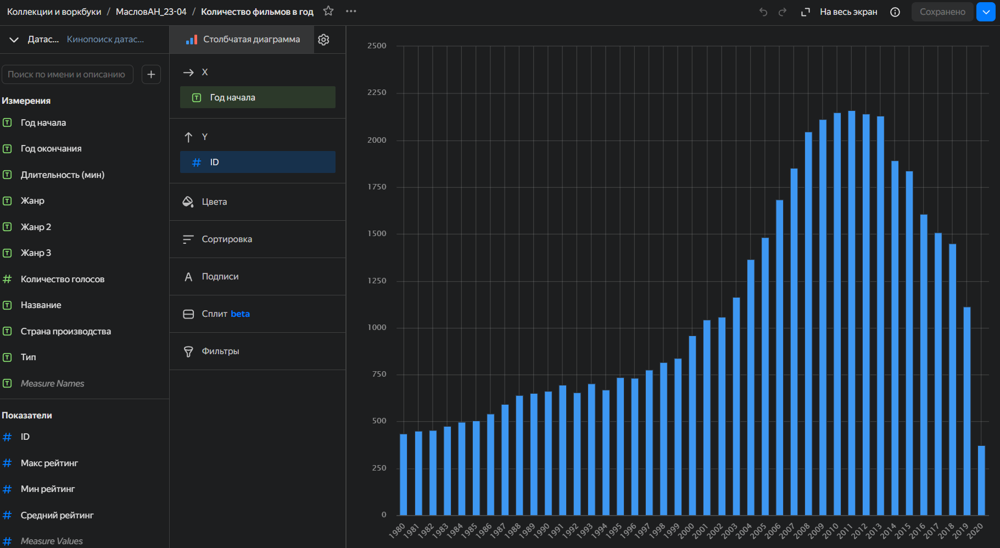 Коллекции и воркбуки / МасловАН_23-04 / Количество фильмов в год
На весь экран
Сохранено
Датас... Кинопоиск датас...
Поиск по имени и описанию
Измерения
Год начала
Год окончания
Длительность (мин)
Жанр
Жанр 2
Жанр 3
Количество голосов
Название
Страна производства
Тип
Measure Names
Показатели
ID
Макс рейтинг
Мин рейтинг
Средний рейтинг
Measure Values
Столбчатая диаграмма
X
Год начала
Y
ID
Цвета
Сортировка
Подписи
Сплит beta
Фильтры
2500
2250
2000
1750
1500
1250
1000
750
500
250
0
1980 1981 1982 1983 1984 1985 1986 1987 1988 1989 1990 1991 1992 1993 1994 1995 1996 1997 1998 1999 2000 2001 2002 2003 2004 2005 2006 2007 2008 2009 2010 2011 2012 2013 2014 2015 2016 2017 2018 2019 2020